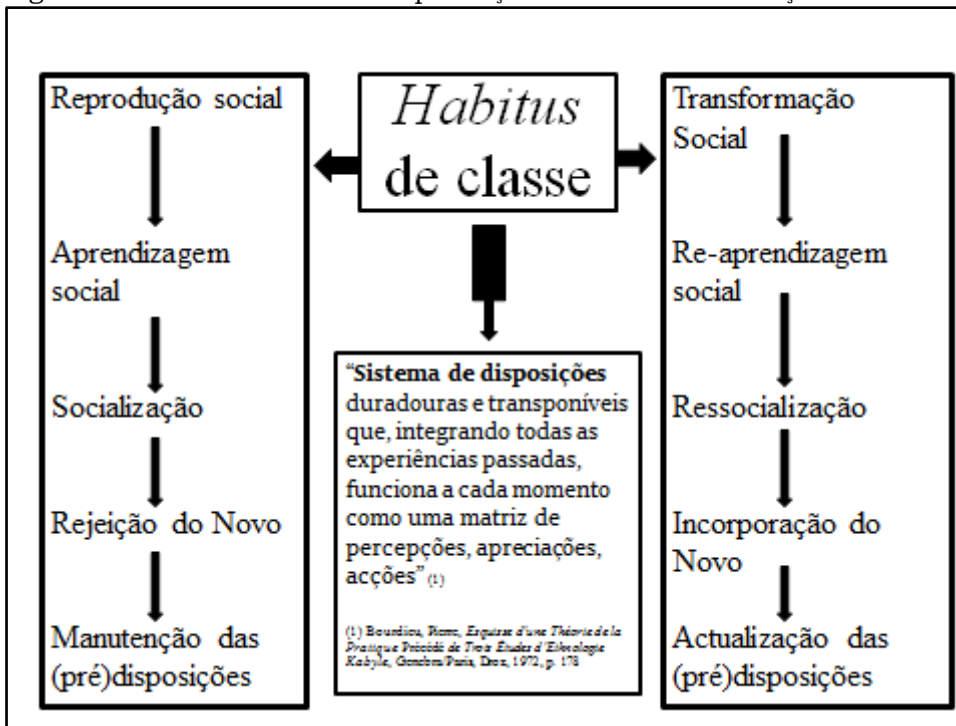 Reprodução social
Aprendizagem
social
Socialização
Rejeição do Novo
Manutenção das
(pré)disposições
Habitus
de classe
“Sistema de disposições
duradouras e transponíveis
que, integrando todas as
experiências passadas,
funciona a cada momento
como uma matriz de
percepções, apreciações,
acções” (1)
(1) Bourdieu, Pierre, Esquisse d'une Théorie de la
Pratique Précédé de Trois Études d'Ethnologie
Kabyle, Genebra/Paris, Droz, 1972, p. 178
Transformação
Social
Re-aprendizagem
social
Ressocialização
Incorporação do
Novo
Actualização das
(pré)disposições